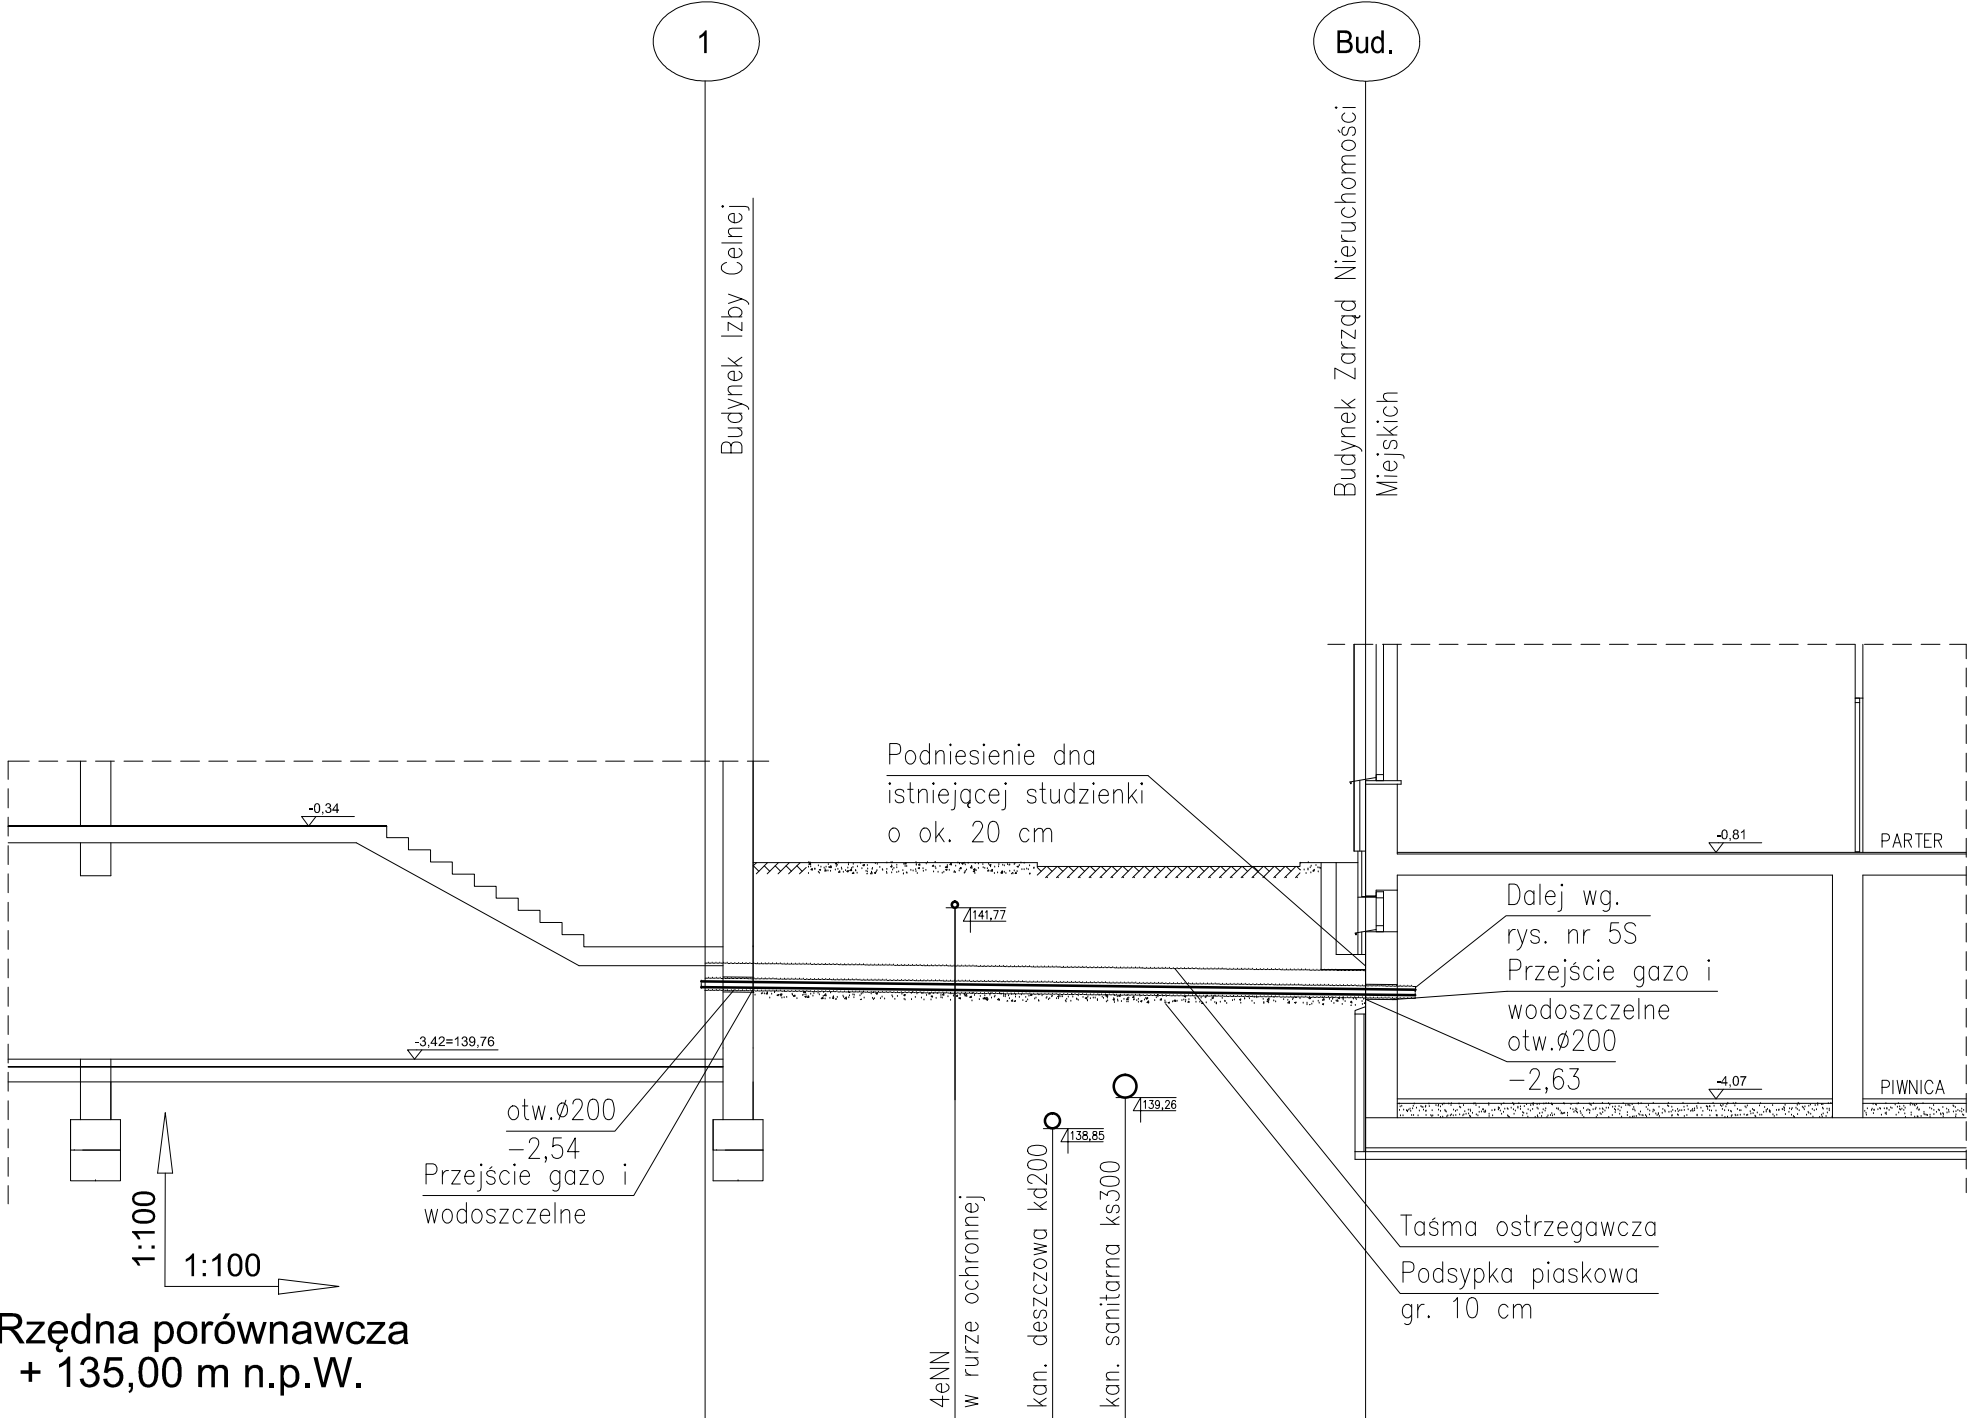 1
Bud.
Budynek Izby Celnej
Budynek Zarząd Nieruchomości
Miejskich
Podniesienie dna
istniejącej studzienki
o ok. 20 cm
-0,34
-0,81
PARTER
141,77
Dalej wg.
rys. nr 5S
Przejście gazo i
wodoszczelne
otw.ø200
-2,63
-3,42=139,76
-4,07
PIWNICA
otw.ø200
-2,54
Przejście gazo i
wodoszczelne
139,26
138,85
4eNN
w rurze ochronnej
kan. deszczowa kd200
kan. sanitarna ks300
Taśma ostrzegawcza
Podsypka piaskowa
gr. 10 cm
1:100
1:100
Rzędna porównawcza
+ 135,00 m n.p.W.